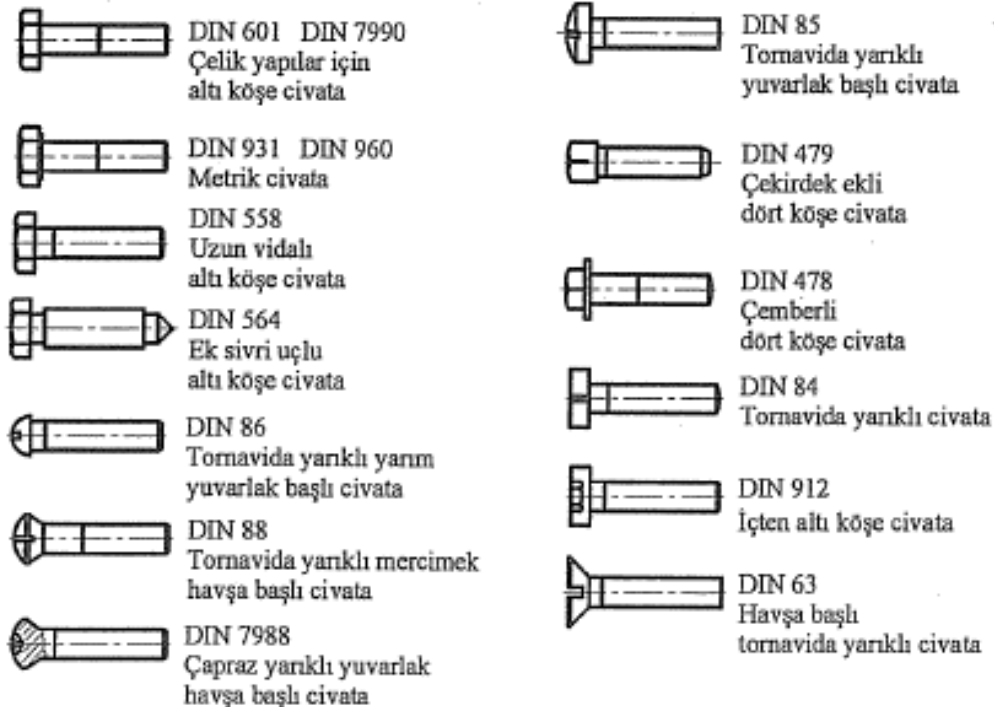 DIN 601 DIN 7990
Çelik yapılar için
altı köşe civata
DIN 931 DIN 960
Metrik civata
DIN 558
Uzun vidalı
altı köşe civata
DIN 564
Ek sivri uçlu
altı köşe civata
DIN 86
Tornavida yarıklı yarım
yuvarlak başlı civata
DIN 88
Tornavida yarıklı mercimek
havşa başlı civata
DIN 7988
Çapraz yarıklı yuvarlak
havşa başlı civata
DIN 85
Tornavida yarıklı
yuvarlak başlı civata
DIN 479
Çekirdek ekli
dört köşe civata
DIN 478
Çemberli
dört köşe civata
DIN 84
Tornavida yarıklı civata
DIN 912
İçten altı köşe civata
DIN 63
Havşa başlı
tornavida yarıklı civata